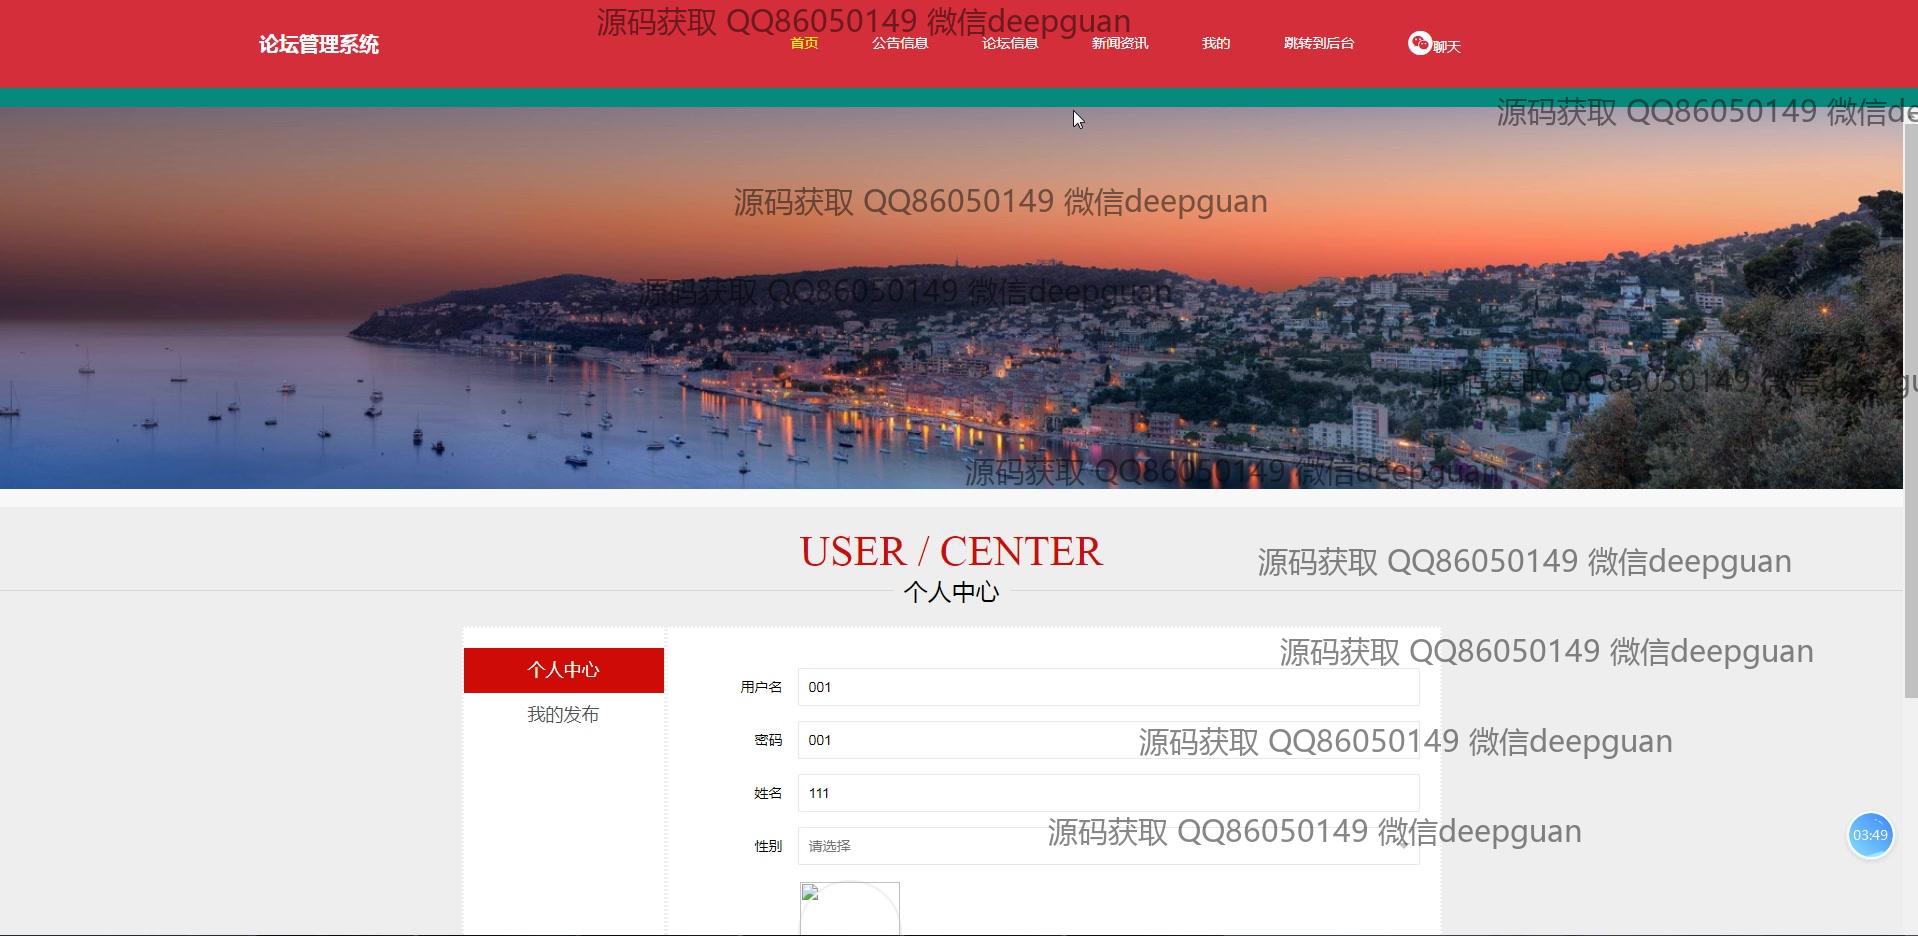 源码获取 QQ86050149 微信deepguan
论坛管理系统
首页 公告信息 论坛信息 新闻资讯 我的 跳转到后台 聊天
源码获取 QQ86050149 微信de
源码获取 QQ86050149 微信deepguan
源码获取 QQ86050149 微信deepguan
源码获取 QQ86050149 微信deepgu
源码获取 QQ86050149 微信deepguan
USER / CENTER
源码获取 QQ86050149 微信deepguan
个人中心
源码获取 QQ86050149 微信deepguan
个人中心
用户名 001
我的发布
密码 001
源码获取 QQ86050149 微信deepguan
姓名 111
源码获取 QQ86050149 微信deepguan
性别 请选择
03:49